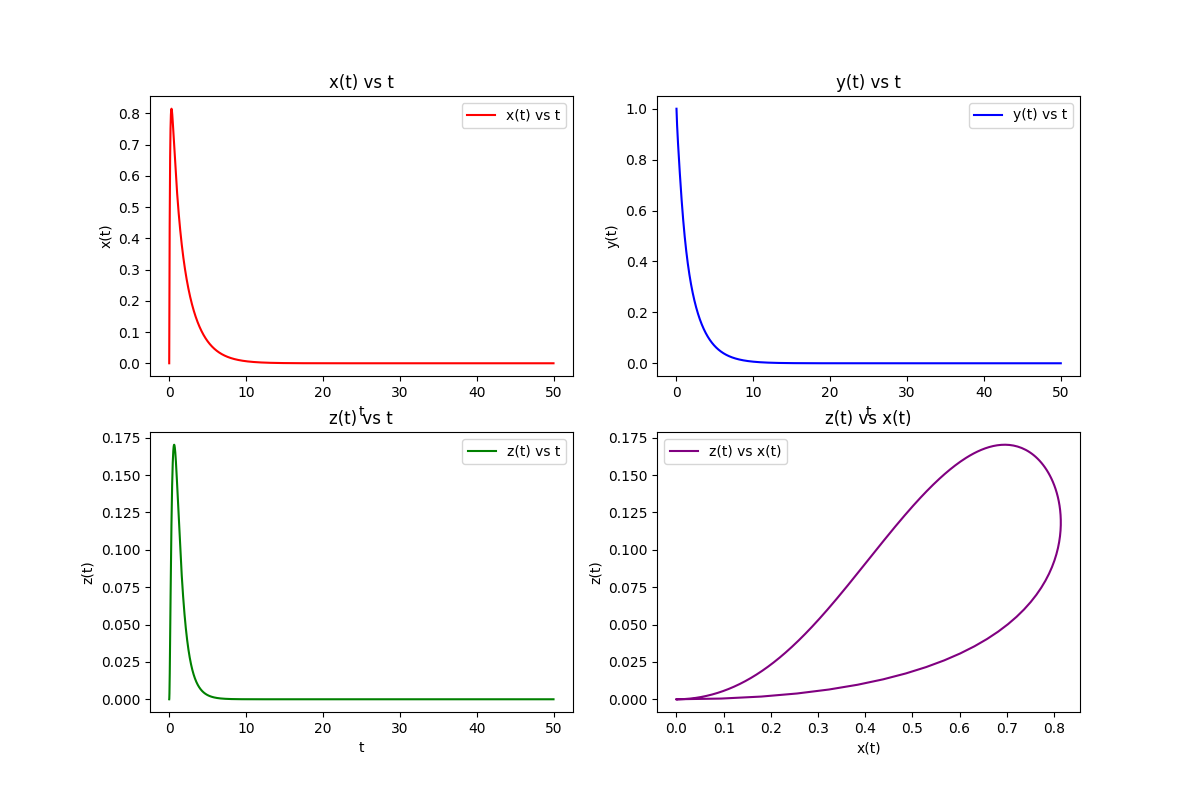 x(t) vs t
x(t)
0.8
0.7
0.6
0.5
0.4
0.3
0.2
0.1
0.0
x(t) vs t
0 10 20 30 40 50
t
y(t) vs t
y(t)
1.0
0.8
0.6
0.4
0.2
0.0
y(t) vs t
0 10 20 30 40 50
t
z(t) vs t
z(t)
0.175
0.150
0.125
0.100
0.075
0.050
0.025
0.000
z(t) vs t
0 10 20 30 40 50
t
z(t) vs x(t)
z(t)
0.175
0.150
0.125
0.100
0.075
0.050
0.025
0.000
z(t) vs x(t)
0.0 0.1 0.2 0.3 0.4 0.5 0.6 0.7 0.8
x(t)